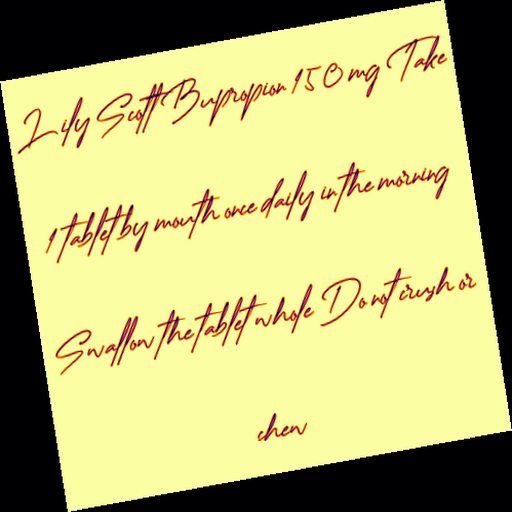 Lily Scott Bupropion 150 mg Take
1 tablet by mouth once daily in the morning
Swallow the tablet whole Do not crush or
chew